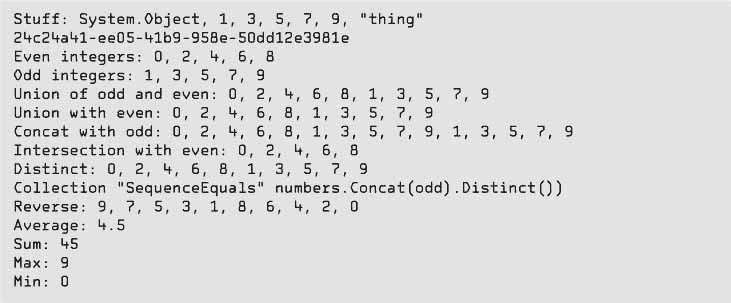 Stuff: System.Object, 1, 3, 5, 7, 9, "thing"
24c24a41-ee05-41b9-958e-50dd12e3981e
Even integers: 0, 2, 4, 6, 8
Odd integers: 1, 3, 5, 7, 9
Union of odd and even: 0, 2, 4, 6, 8, 1, 3, 5, 7, 9
Union with even: 0, 2, 4, 6, 8, 1, 3, 5, 7, 9
Concat with odd: 0, 2, 4, 6, 8, 1, 3, 5, 7, 9, 1, 3, 5, 7, 9
Intersection with even: 0, 2, 4, 6, 8
Distinct: 0, 2, 4, 6, 8, 1, 3, 5, 7, 9
Collection "SequenceEquals" numbers.Concat(odd).Distinct())
Reverse: 9, 7, 5, 3, 1, 8, 6, 4, 2, 0
Average: 4.5
Sum: 45
Max: 9
Min: 0